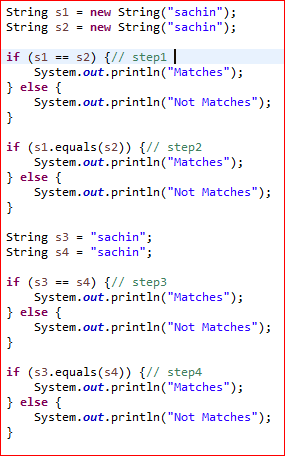 String s1 = new String("sachin");
String s2 = new String("sachin");
if (s1 == s2) {// step1
System.out.println("Matches");
} else {
System.out.println("Not Matches");
}
if (s1.equals(s2)) {// step2
System.out.println("Matches");
} else {
System.out.println("Not Matches");
}
String s3 = "sachin";
String s4 = "sachin";
if (s3 == s4) {// step3
System.out.println("Matches");
} else {
System.out.println("Not Matches");
}
if (s3.equals(s4)) {// step4
System.out.println("Matches");
} else {
System.out.println("Not Matches");
}